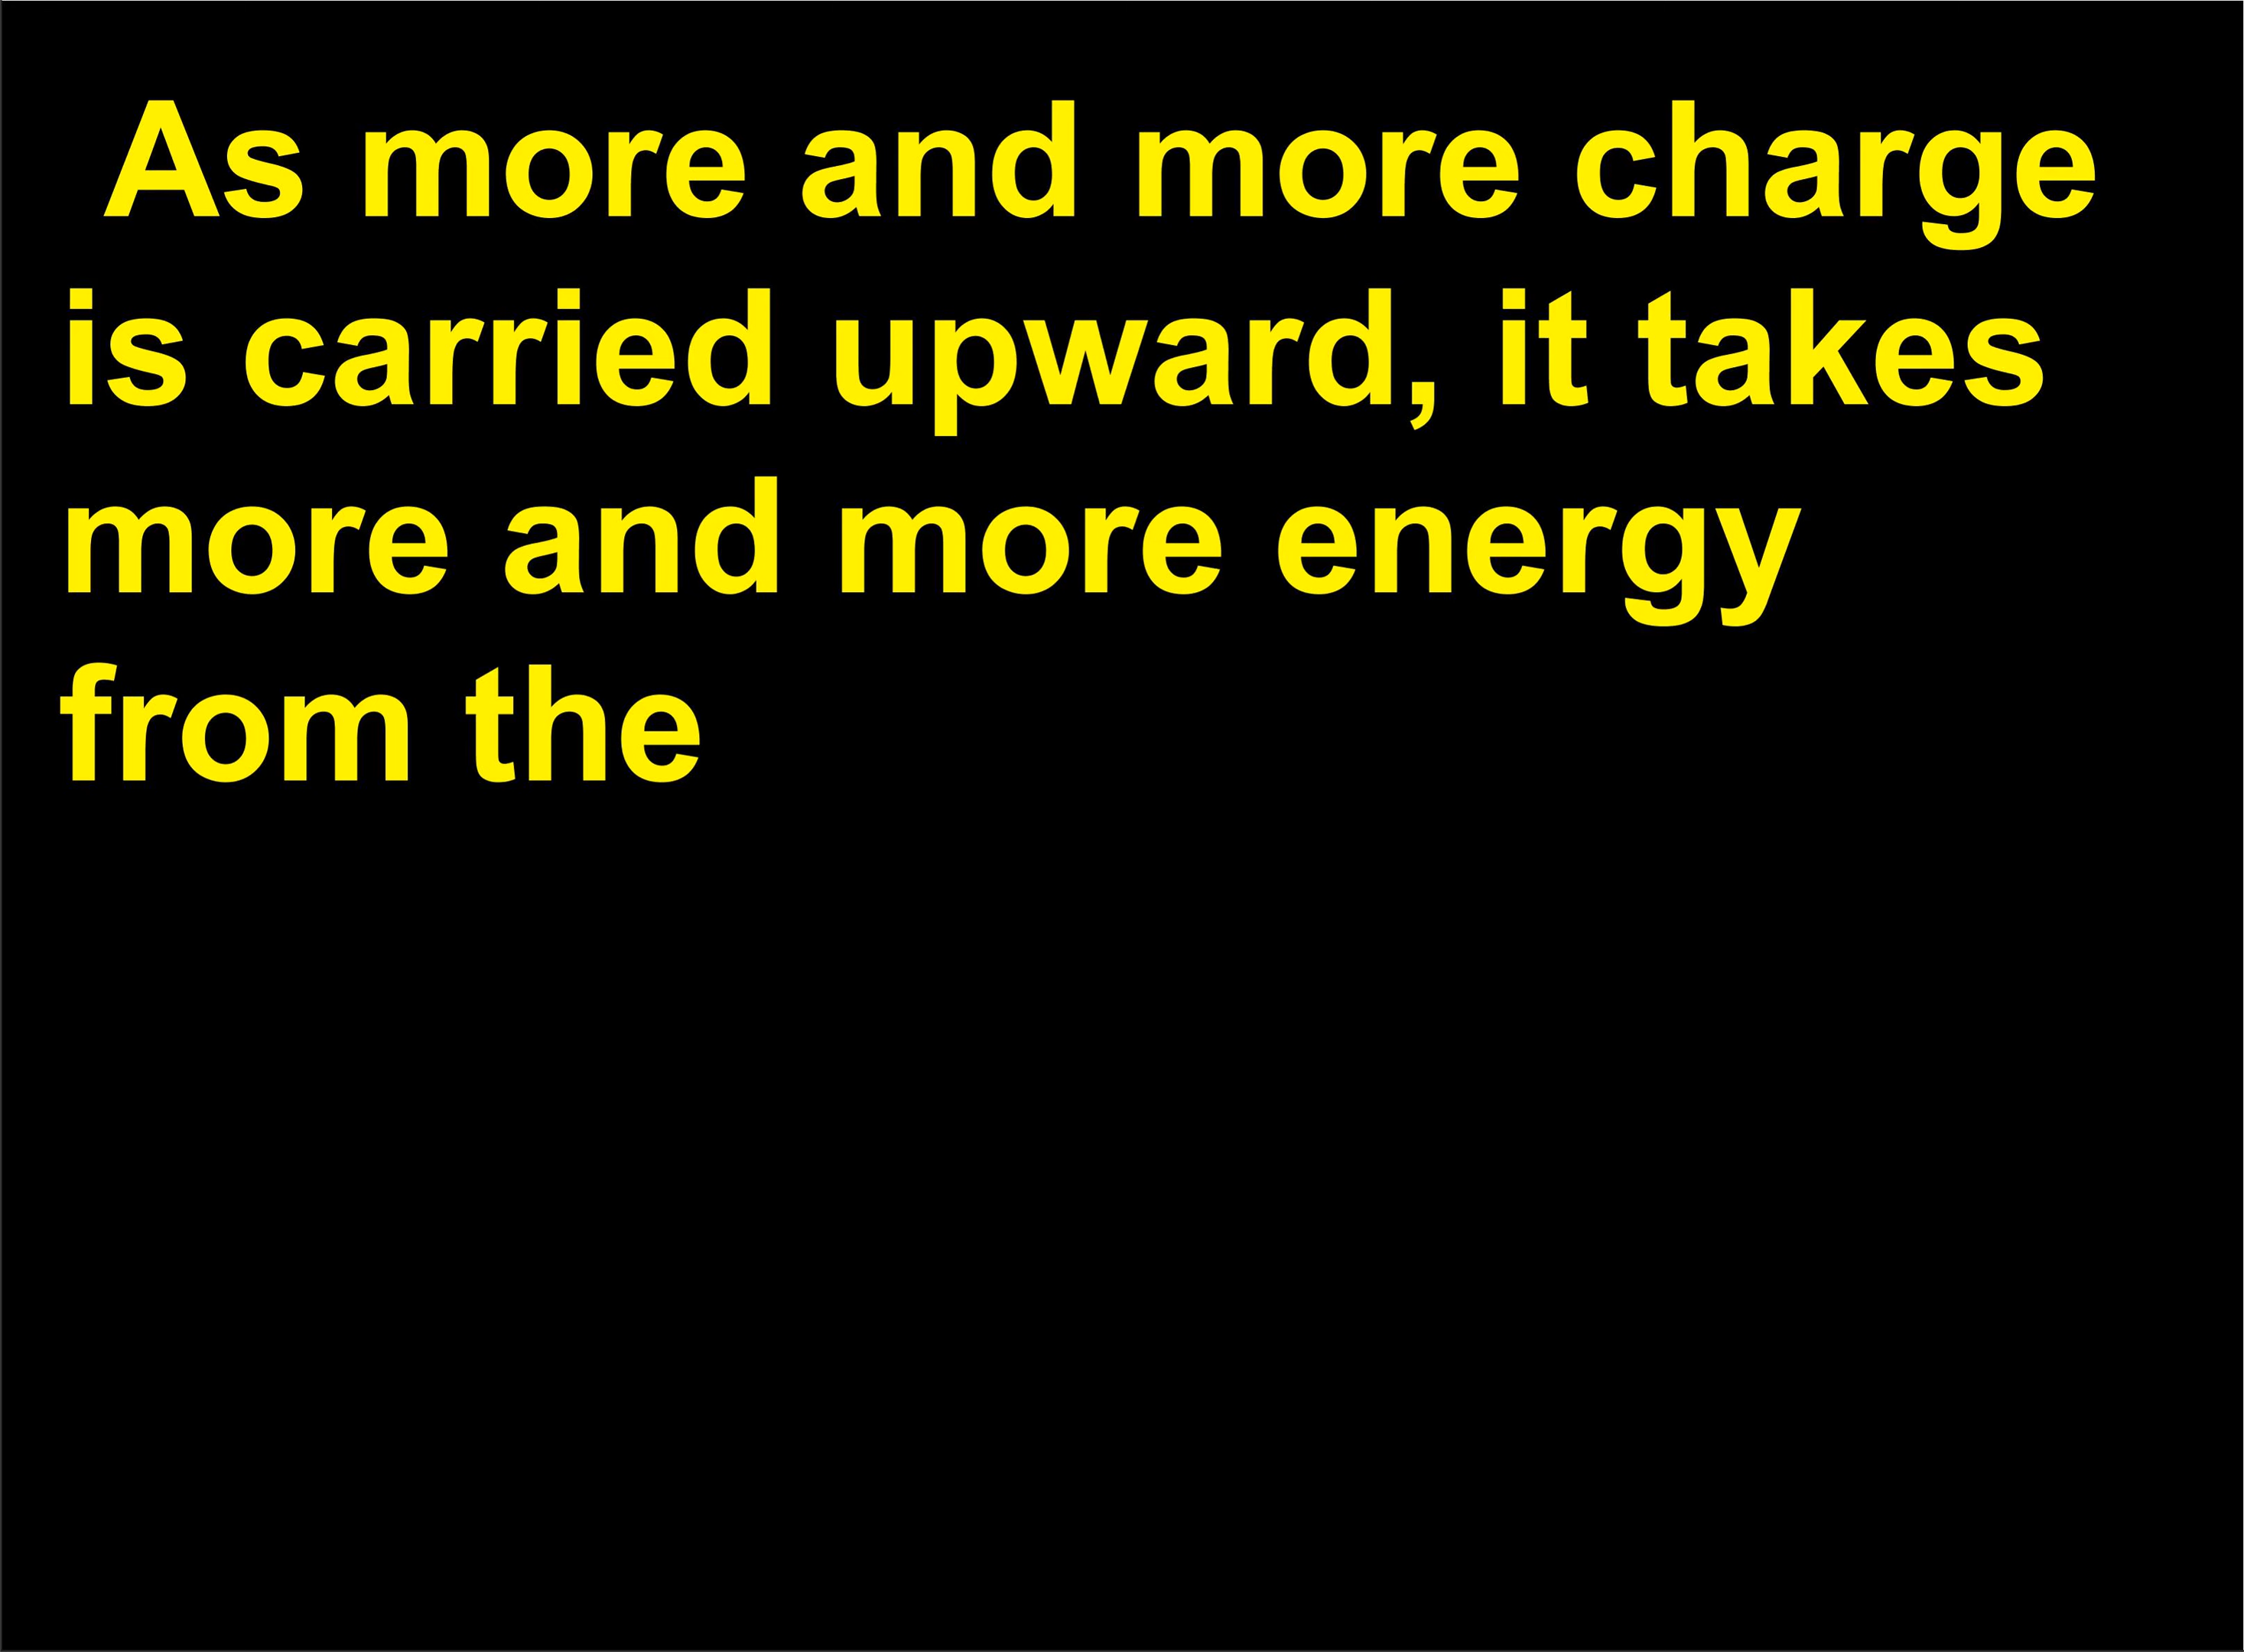 As more and more charge
is carried upward, it takes
more and more energy
from the